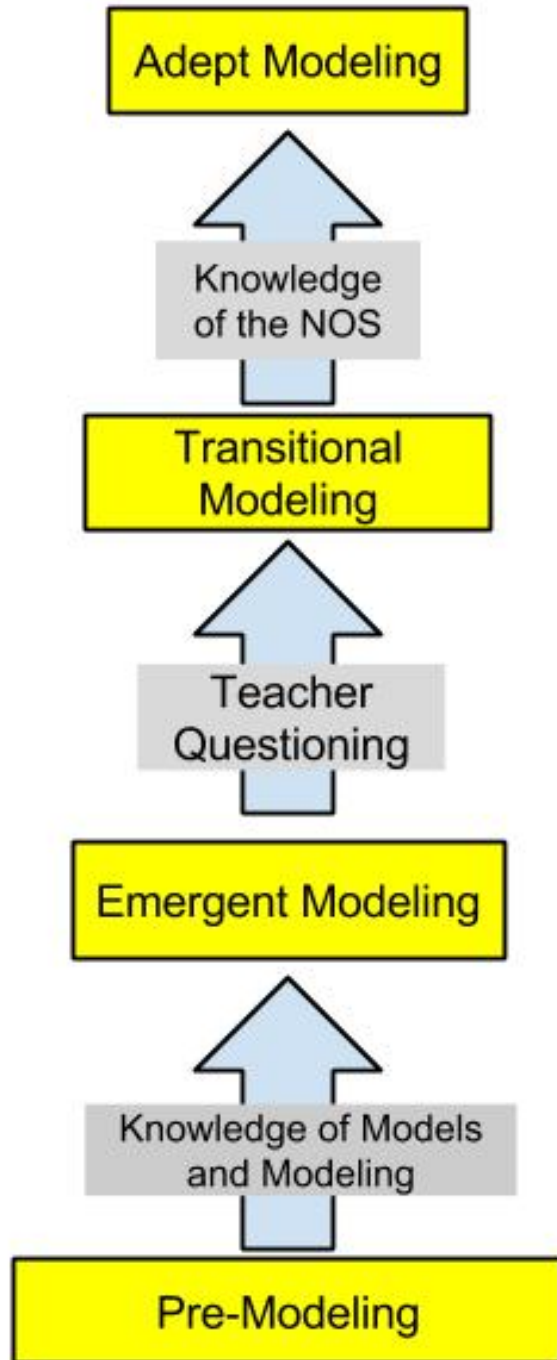 Adept Modeling
Knowledge
of the NOS
Transitional
Modeling
Teacher
Questioning
Emergent Modeling
Knowledge of Models
and Modeling
Pre-Modeling